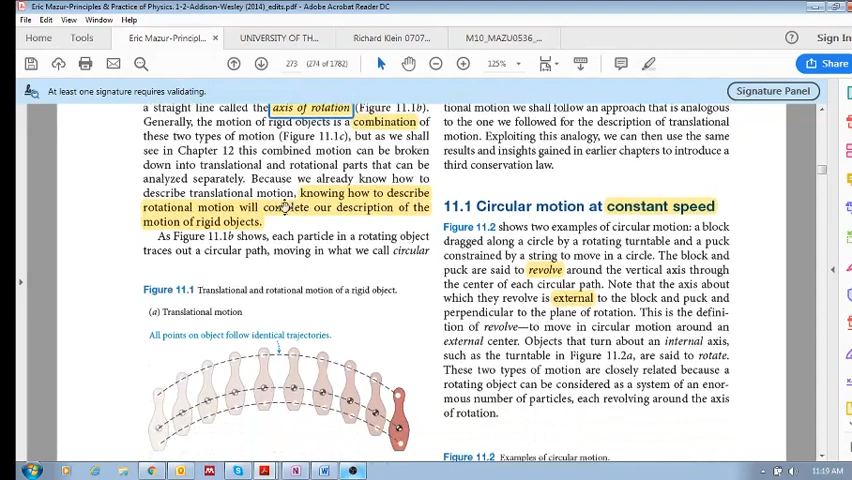 Eric Mazur-Principles & Practice of Physics. 1-2-Addison-Wesley (2014)_edits.pdf - Adobe Acrobat Reader DC
File Edit View Window Help
Home Tools Eric Mazur-Principl... × UNIVERSITY OF TH... Richard Klein 0707... M10_MAZU0536_... Sign In
273 (274 of 1782) 125% Share
At least one signature requires validating. Signature Panel
a straight line called the axis of rotation (Figure 11.1b).
Generally, the motion of rigid objects is a combination of
these two types of motion (Figure 11.1c), but as we shall
see in Chapter 12 this combined motion can be broken
down into translational and rotational parts that can be
analyzed separately. Because we already know how to
describe translational motion, knowing how to describe
rotational motion will complete our description of the
motion of rigid objects.
As Figure 11.1b shows, each particle in a rotating object
traces out a circular path, moving in what we call circular
Figure 11.1 Translational and rotational motion of a rigid object.
(a) Translational motion
All points on object follow identical trajectories.
tional motion we shall follow an approach that is analogous
to the one we followed for the description of translational
motion. Exploiting this analogy, we can then use the same
results and insights gained in earlier chapters to introduce a
third conservation law.
11.1 Circular motion at constant speed
Figure 11.2 shows two examples of circular motion: a block
dragged along a circle by a rotating turntable and a puck
constrained by a string to move in a circle. The block and
puck are said to revolve around the vertical axis through
the center of each circular path. Note that the axis about
which they revolve is external to the block and puck and
perpendicular to the plane of rotation. This is the defini-
tion of revolve—to move in circular motion around an
external center. Objects that turn about an internal axis,
such as the turntable in Figure 11.2a, are said to rotate.
These two types of motion are closely related because a
rotating object can be considered as a system of an enor-
mous number of particles, each revolving around the axis
of rotation.
Figure 11.2 Examples of circular motion.
11:19 AM